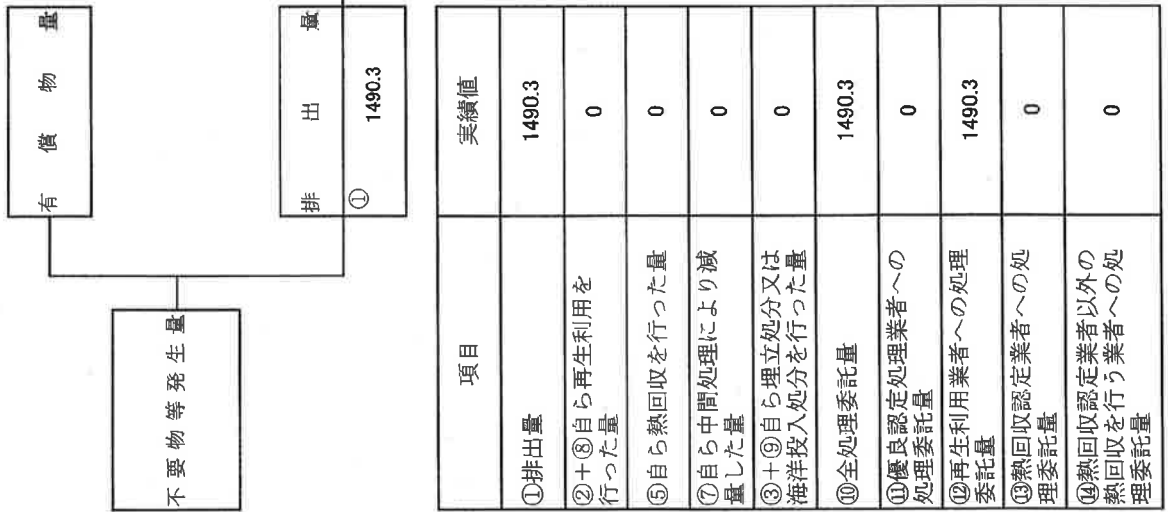 不要物等発生量
有償物量
排出量
①
1490.3
項目 実績値
①排出量 1490.3
②+⑧自ら再生利用を
行った量 0
⑤自ら熱回収を行った量 0
⑦自ら中間処理により減
量した量 0
③+⑨自ら埋立処分又は
海洋投入処分を行った量 0
⑩全処理委託量 1490.3
⑪優良認定処理業者への
処理委託量 0
⑫再生利用業者への処理
委託量 1490.3
⑬熱回収認定業者への処
理委託量 0
⑭熱回収認定業者以外の
熱回収を行う業者への処
理委託量 0